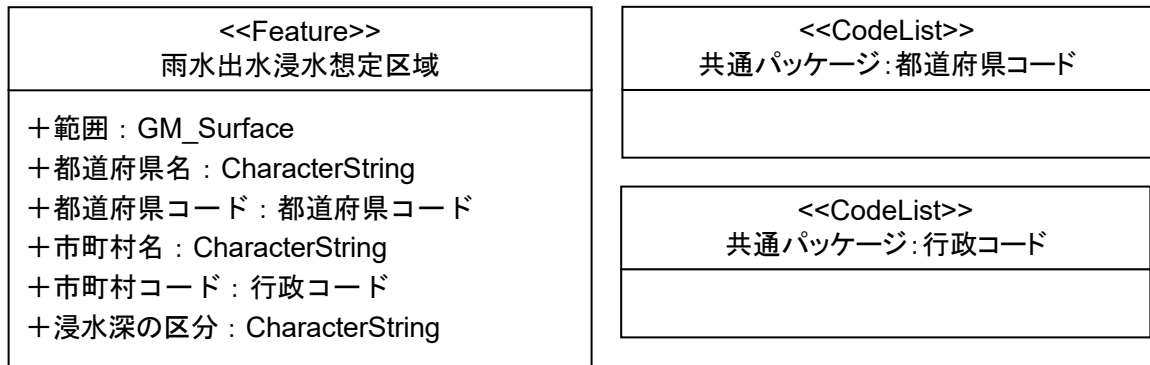 <<Feature>>
雨水出水浸水想定区域
+範囲：GM_Surface
+都道府県名：CharacterString
+都道府県コード：都道府県コード
+市町村名：CharacterString
+市町村コード：行政コード
+浸水深の区分：CharacterString
<<CodeList>>
共通パッケージ：都道府県コード
<<CodeList>>
共通パッケージ：行政コード